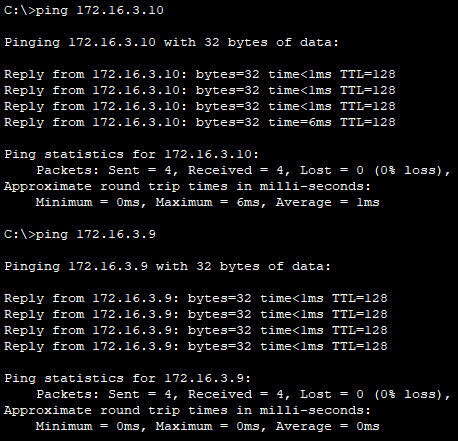 C:\>ping 172.16.3.10
Pinging 172.16.3.10 with 32 bytes of data:
Reply from 172.16.3.10: bytes=32 time<1ms TTL=128
Reply from 172.16.3.10: bytes=32 time<1ms TTL=128
Reply from 172.16.3.10: bytes=32 time<1ms TTL=128
Reply from 172.16.3.10: bytes=32 time=6ms TTL=128
Ping statistics for 172.16.3.10:
    Packets: Sent = 4, Received = 4, Lost = 0 (0% loss),
Approximate round trip times in milli-seconds:
    Minimum = 0ms, Maximum = 6ms, Average = 1ms
C:\>ping 172.16.3.9
Pinging 172.16.3.9 with 32 bytes of data:
Reply from 172.16.3.9: bytes=32 time<1ms TTL=128
Reply from 172.16.3.9: bytes=32 time<1ms TTL=128
Reply from 172.16.3.9: bytes=32 time<1ms TTL=128
Reply from 172.16.3.9: bytes=32 time<1ms TTL=128
Ping statistics for 172.16.3.9:
    Packets: Sent = 4, Received = 4, Lost = 0 (0% loss),
Approximate round trip times in milli-seconds:
    Minimum = 0ms, Maximum = 0ms, Average = 0ms